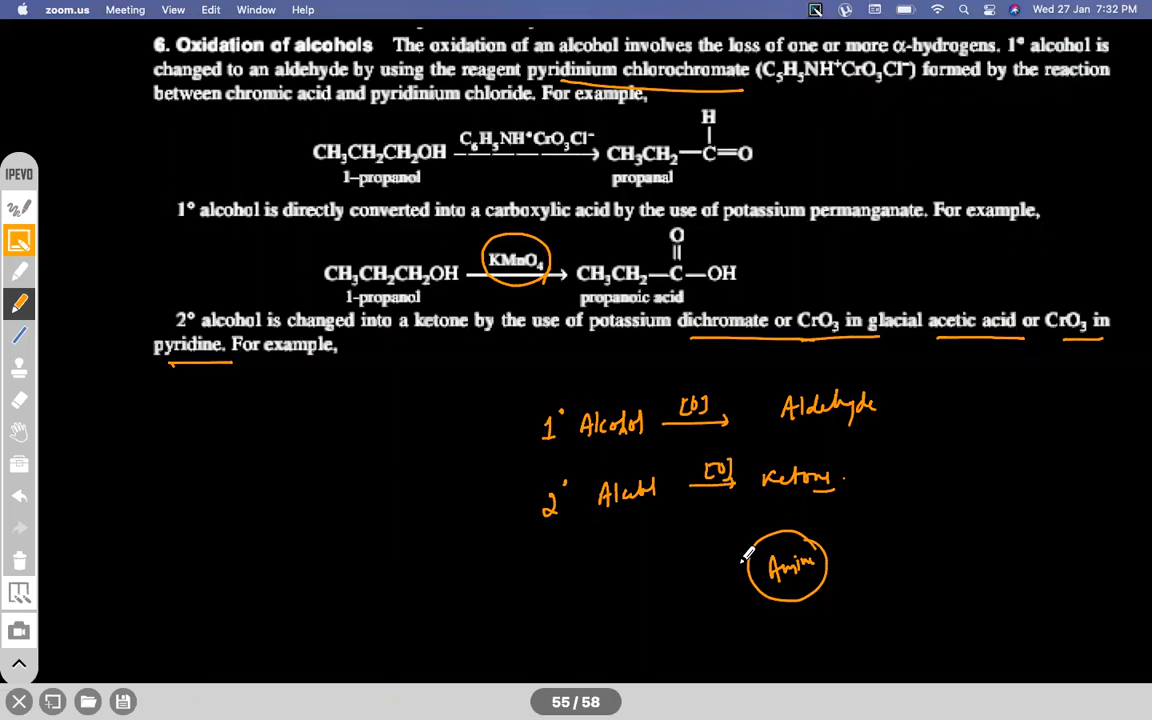 zoom.us Meeting View Edit Window Help Wed 27 Jan 7:32 PM
6. Oxidation of alcohols The oxidation of an alcohol involves the loss of one or more α-hydrogens. 1° alcohol is
changed to an aldehyde by using the reagent pyridinium chlorochromate (C₅H₅NH⁺CrO₃Cl⁻) formed by the reaction
between chromic acid and pyridinium chloride. For example,
H
C₆H₅NH⁺CrO₃Cl⁻
CH₃CH₂CH₂OH CH₃CH₂—C=O
1-propanol propanal
IPEVO
1° alcohol is directly converted into a carboxylic acid by the use of potassium permanganate. For example,
O
KMnO₄
CH₃CH₂CH₂OH CH₃CH₂—C—OH
1-propanol propanoic acid
2° alcohol is changed into a ketone by the use of potassium dichromate or CrO₃ in glacial acetic acid or CrO₃ in
pyridine. For example,
1° Alcohol [O] → Aldehyde
2° Alcohol [O] → Ketone.
Amine
55 / 58